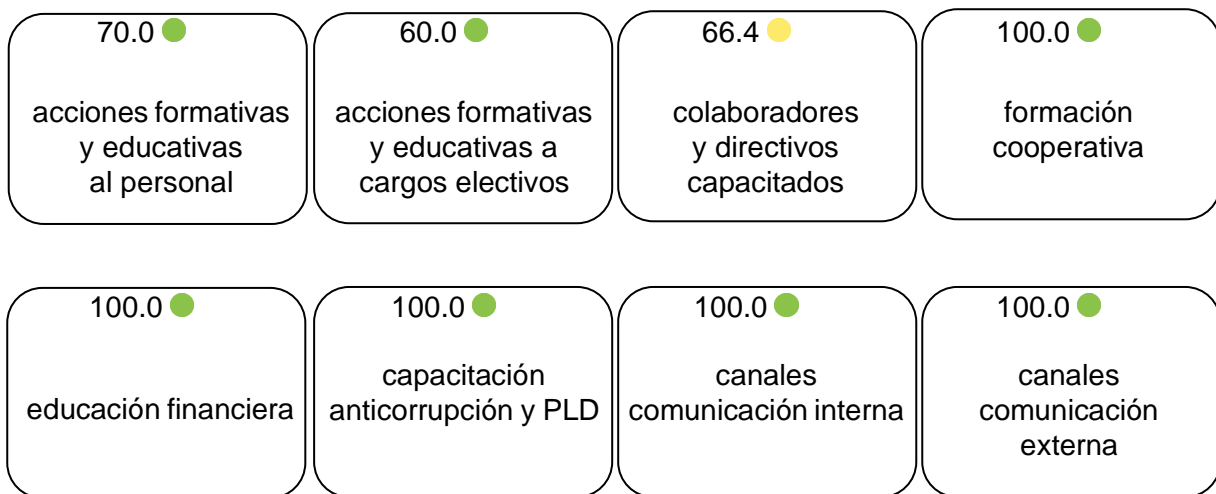 70.0
acciones formativas
y educativas
al personal
60.0
acciones formativas
y educativas a
cargos electivos
66.4
colaboradores
y directivos
capacitados
100.0
formación
cooperativa
100.0
educación financiera
100.0
capacitación
anticorrupción y PLD
100.0
canales
comunicación interna
100.0
canales
comunicación
externa